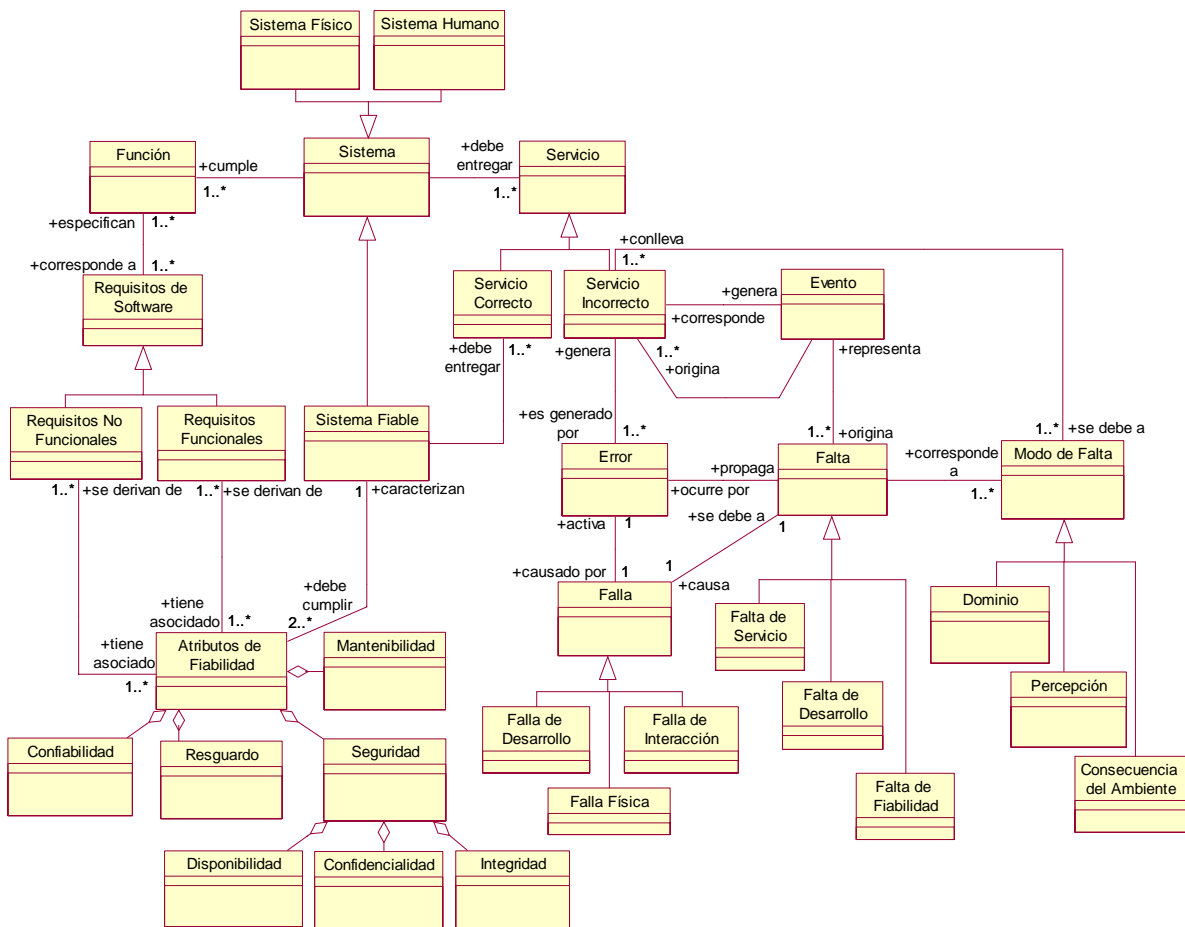 Sistema Físico
Sistema Humano
Función
+cumple
1..*
Sistema
+debe
entregar
1..*
Servicio
+especifican
1..*
+corresponde a
1..*
Requisitos de
Software
+conlleva
1..*
Servicio
Correcto
Servicio
Incorrecto
+genera
+corresponde
Evento
+debe
entregar
1..*
+genera
1..*
+origina
+representa
Requisitos No
Funcionales
Requisitos
Funcionales
Sistema Fiable
+es generado
por
1..*
Error
1..*
+origina
Falta
+corresponde
a
1..*
1..*
+se debe a
Modo de Falta
1..*
+se derivan de
1..*
+se derivan de
1
+caracterizan
+propaga
+ocurre por
+activa
1
+se debe a
1
+causado por
1
1
+causa
Falla
+debe
cumplir
2..*
+tiene
asocidado
1..*
+tiene
asociado
1..*
Atributos de
Fiabilidad
Mantenibilidad
Falta de
Servicio
Dominio
Falta de
Desarrollo
Percepción
Falla de
Desarrollo
Falla de
Interacción
Confiabilidad
Resguardo
Seguridad
Falla Física
Falta de
Fiabilidad
Consecuencia
del Ambiente
Disponibilidad
Confidencialidad
Integridad